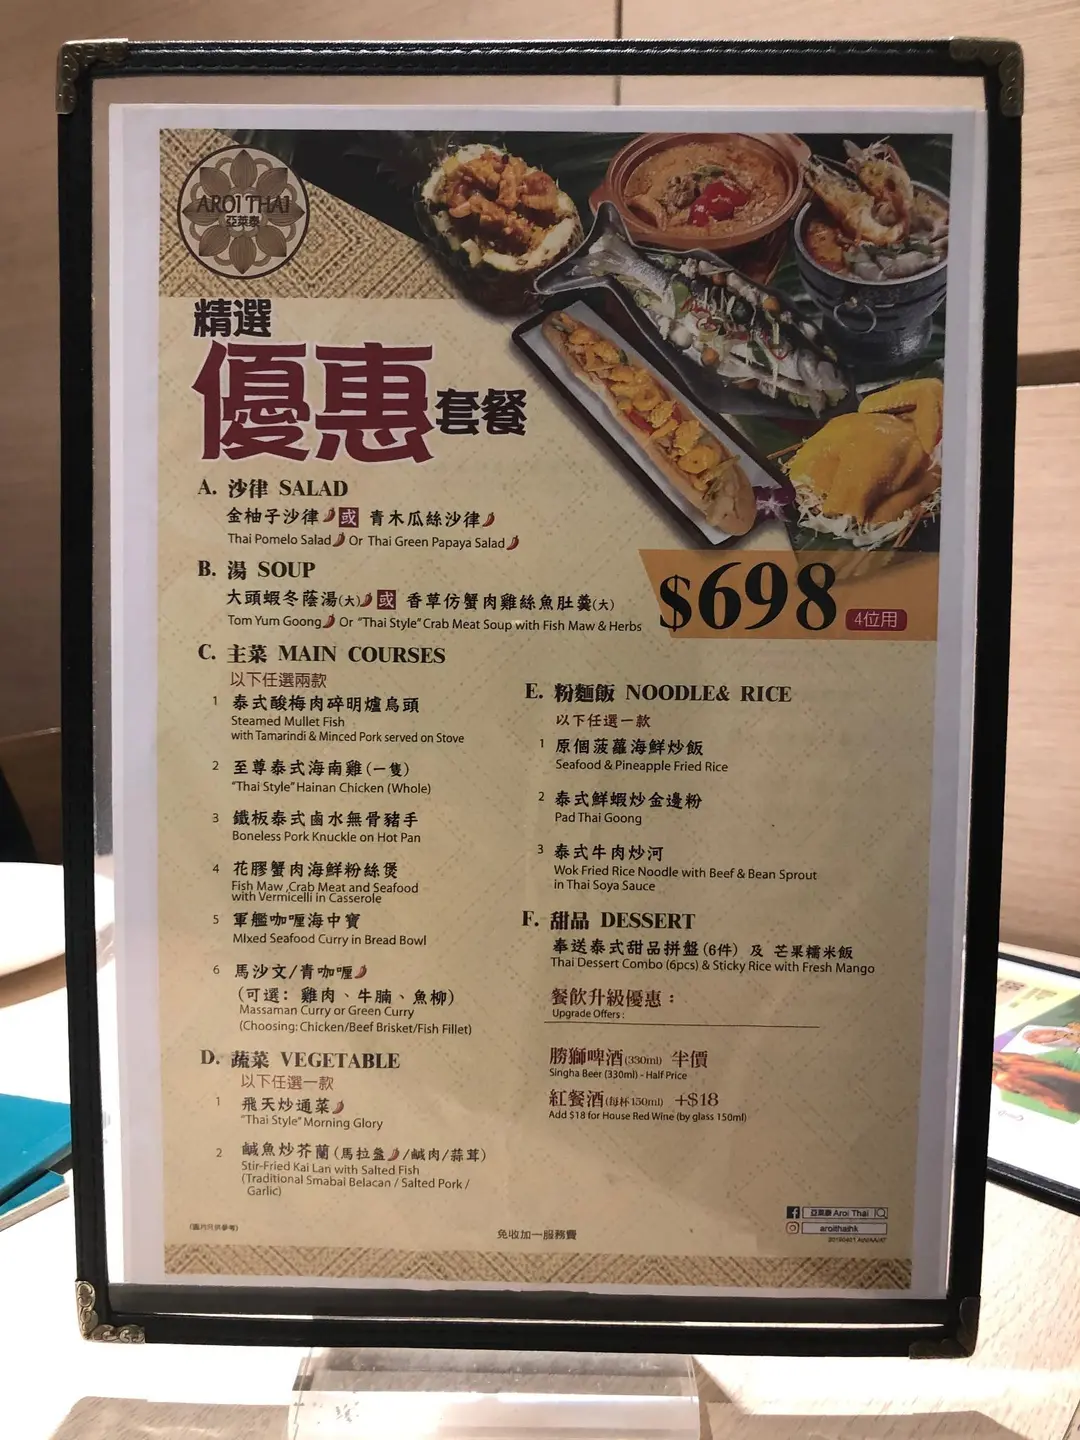 AROI THAI
亞萊泰
精選
優惠套餐
A. 沙律 SALAD
金柚子沙律 或 青木瓜絲沙律
Thai Pomelo Salad Or Thai Green Papaya Salad
B. 湯 SOUP
大頭蝦冬蔭湯(大) 或 香草仿蟹肉雞絲魚肚羹(大)
Tom Yum Goong Or "Thai Style" Crab Meat Soup with Fish Maw & Herbs
$698 4位用
C. 主菜 MAIN COURSES
以下任選兩款
1 泰式酸梅肉碎明爐烏頭
Steamed Mullet Fish
with Tamarindi & Minced Pork served on Stove
2 至尊泰式海南雞(一隻)
"Thai Style" Hainan Chicken (Whole)
3 鐵板泰式鹵水無骨豬手
Boneless Pork Knuckle on Hot Pan
4 花膠蟹肉海鮮粉絲煲
Fish Maw ,Crab Meat and Seafood
with Vermicelli in Casserole
5 軍艦咖喱海中寶
MIxed Seafood Curry in Bread Bowl
6 馬沙文/青咖喱
(可選: 雞肉、牛腩、魚柳)
Massaman Curry or Green Curry
(Choosing: Chicken/Beef Brisket/Fish Fillet)
D. 蔬菜 VEGETABLE
以下任選一款
1 飛天炒通菜
"Thai Style" Morning Glory
2 鹹魚炒芥蘭(馬拉盞/鹹肉/蒜茸)
Stir-Fried Kai Lan with Salted Fish
(Traditional Smabai Belacan / Salted Pork /
Garlic)
E. 粉麵飯 NOODLE& RICE
以下任選一款
1 原個菠蘿海鮮炒飯
Seafood & Pineapple Fried Rice
2 泰式鮮蝦炒金邊粉
Pad Thai Goong
3 泰式牛肉炒河
Wok Fried Rice Noodle with Beef & Bean Sprout
in Thai Soya Sauce
F. 甜品 DESSERT
奉送泰式甜品拼盤(6件) 及 芒果糯米飯
Thai Dessert Combo (6pcs) & Sticky Rice with Fresh Mango
餐飲升級優惠：
Upgrade Offers :
勝獅啤酒(330ml) 半價
Singha Beer (330ml) - Half Price
紅餐酒(每杯150ml) +$18
Add $18 for House Red Wine (by glass 150ml)
(圖片只供參考)
免收加一服務費
亞萊泰 Aroi Thai
aroithaihk